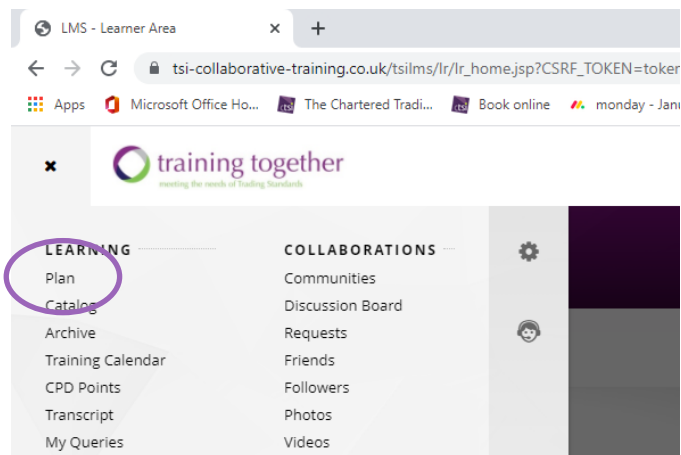 LMS - Learner Area
tsi-collaborative-training.co.uk/tsilms/lr/lr_home.jsp?CSRF_TOKEN=token
Apps Microsoft Office Ho... The Chartered Tradi... Book online monday - Janu
training together
meeting the needs of Trading Standards
LEARNING
Plan
Catalog
Archive
Training Calendar
CPD Points
Transcript
My Queries
COLLABORATIONS
Communities
Discussion Board
Requests
Friends
Followers
Photos
Videos